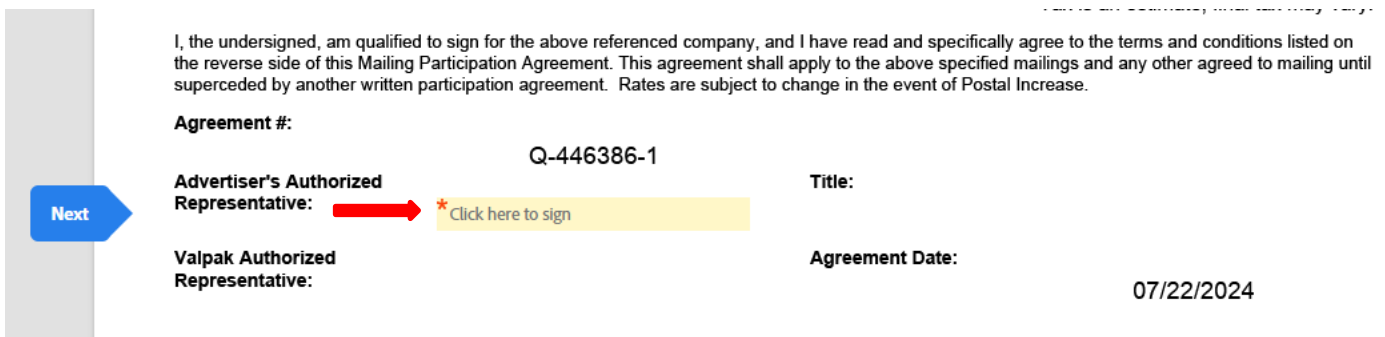 I, the undersigned, am qualified to sign for the above referenced company, and I have read and specifically agree to the terms and conditions listed on
the reverse side of this Mailing Participation Agreement. This agreement shall apply to the above specified mailings and any other agreed to mailing until
superceded by another written participation agreement.  Rates are subject to change in the event of Postal Increase.
Agreement #:
Q-446386-1
Advertiser's Authorized
Representative:
Title:
Next
*Click here to sign
Valpak Authorized
Representative:
Agreement Date:
07/22/2024